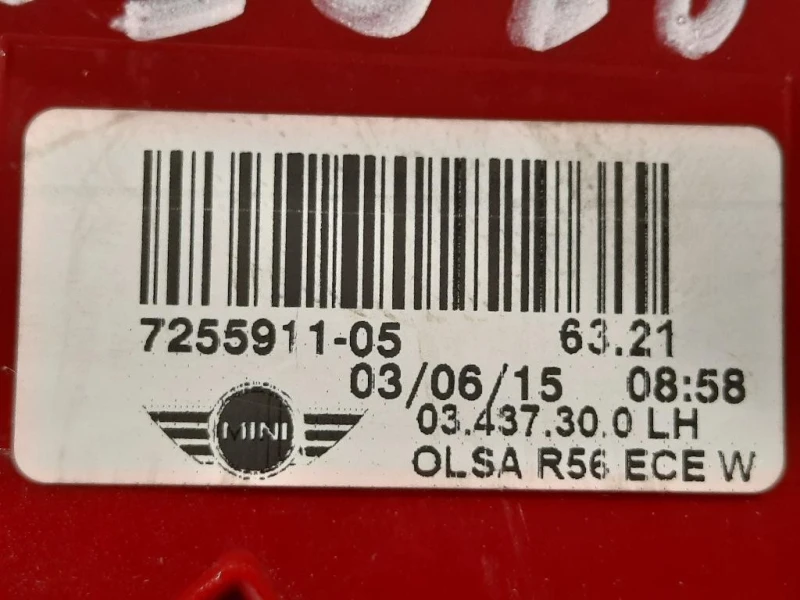 7255911-05 63.21
03/06/15 08:58
MINI
03.437.30.0 LH
OLSA R56 ECE W